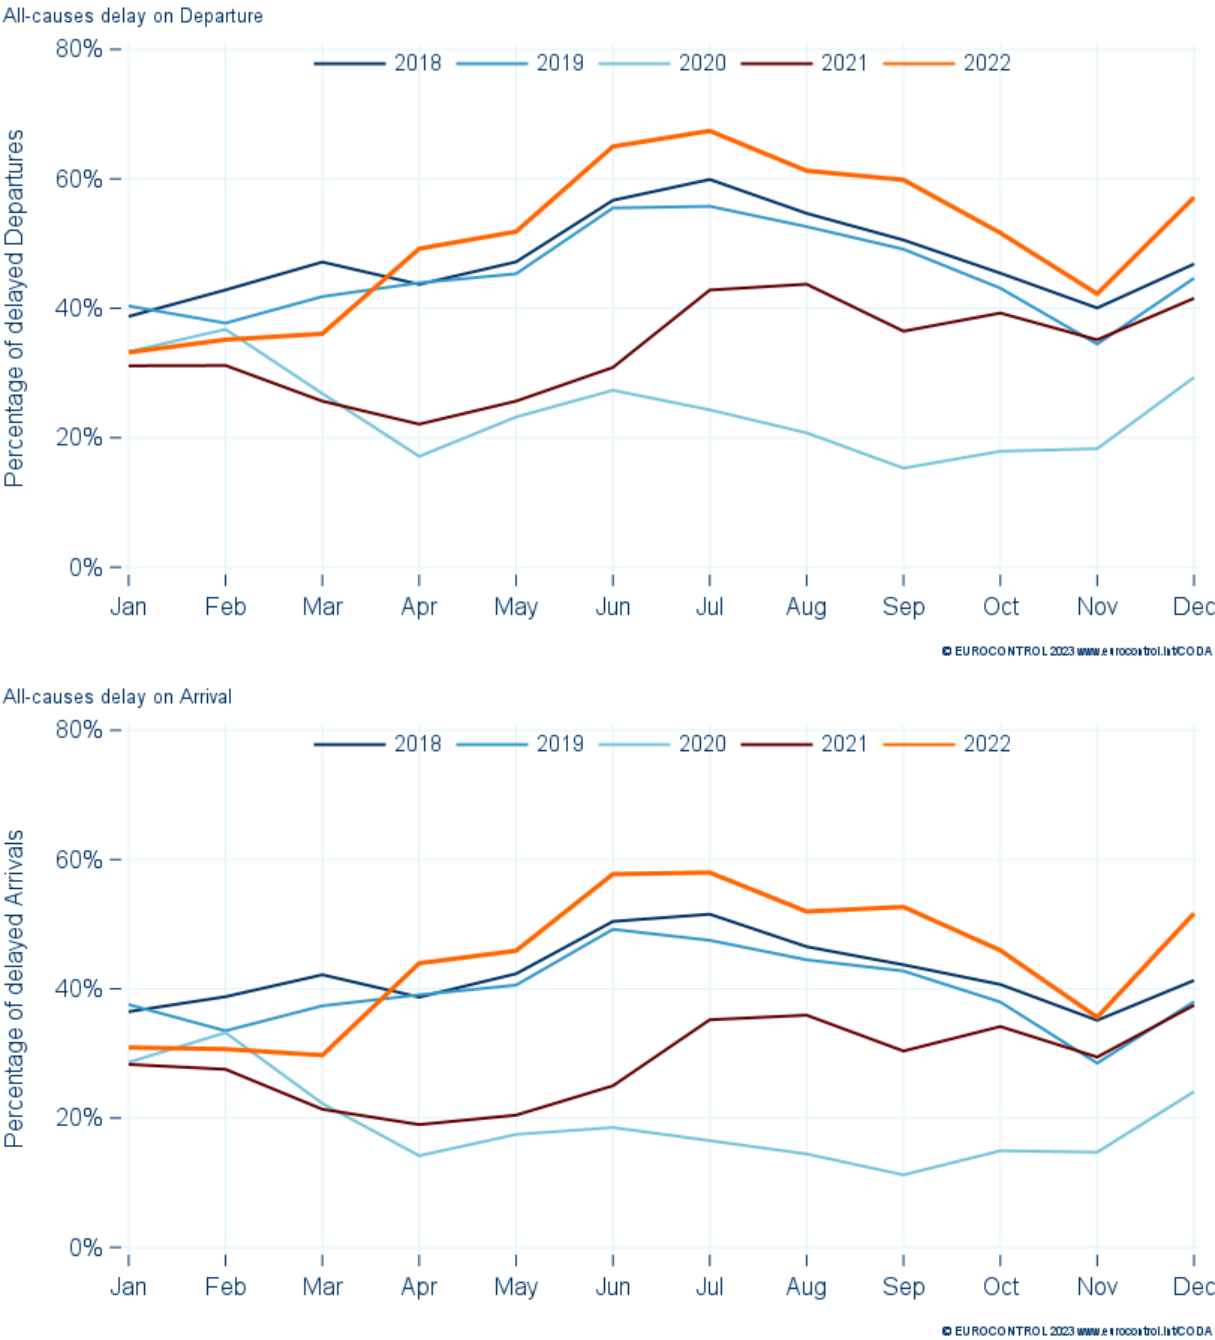 All-causes delay on Departure
80%
2018 2019 2020 2021 2022
60%
40%
20%
0%
Percentage of delayed Departures
Jan Feb Mar Apr May Jun Jul Aug Sep Oct Nov Dec
© EUROCONTROL 2023 www.eurocontrol.int/CODA
All-causes delay on Arrival
80%
2018 2019 2020 2021 2022
60%
40%
20%
0%
Percentage of delayed Arrivals
Jan Feb Mar Apr May Jun Jul Aug Sep Oct Nov Dec
© EUROCONTROL 2023 www.eurocontrol.int/CODA